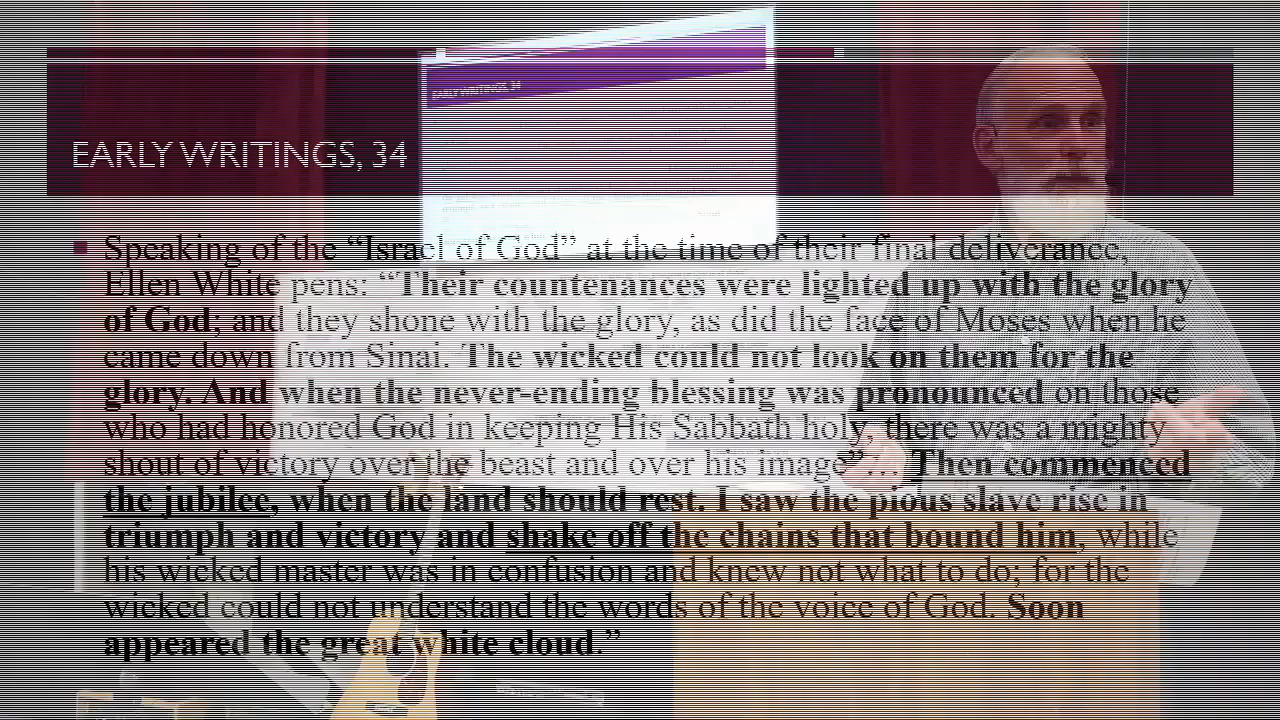 EARLY WRITINGS, 34
EARLY WRITINGS, 34
Speaking of the “Israel of God” at the time of their final deliverance,
Ellen White pens: “Their countenances were lighted up with the glory
of God; and they shone with the glory, as did the face of Moses when he
came down from Sinai. The wicked could not look on them for the
glory. And when the never-ending blessing was pronounced on those
who had honored God in keeping His Sabbath holy, there was a mighty
shout of victory over the beast and over his image”… Then commenced
the jubilee, when the land should rest. I saw the pious slave rise in
triumph and victory and shake off the chains that bound him, while
his wicked master was in confusion and knew not what to do; for the
wicked could not understand the words of the voice of God. Soon
appeared the great white cloud.”